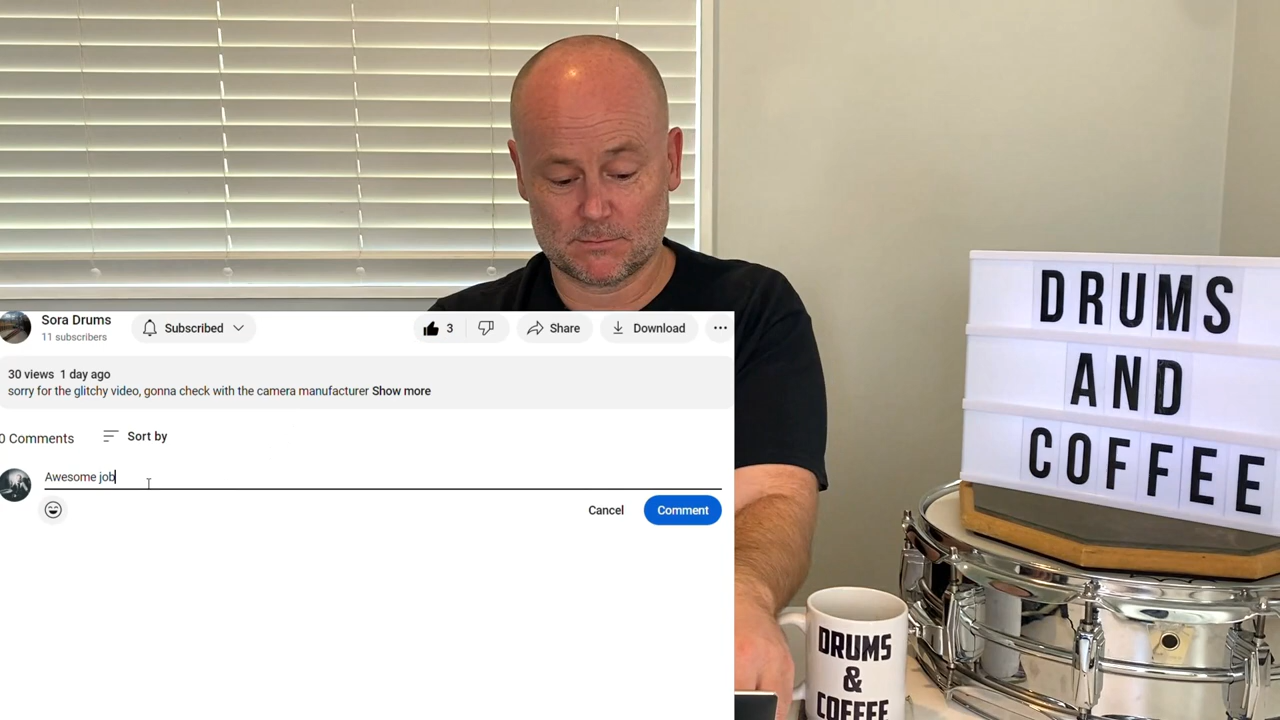 Sora Drums
11 subscribers
Subscribed
3
Share
Download
30 views 1 day ago
sorry for the glitchy video, gonna check with the camera manufacturer Show more
0 Comments
Sort by
Awesome job
Cancel
Comment
DRUMS
AND
COFFEE
DRUMS
&
COFFEE